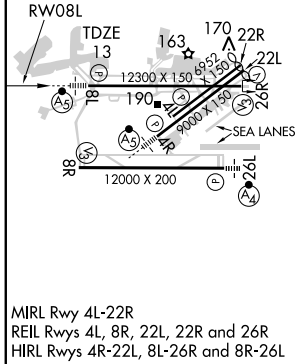 RW08L
TDZE
13
163
170
22R
22L
12300 X 150
6952 X 150
8L
26R
190
4L
9000 X 150
4R
SEA LANES
8R
26L
12000 X 200
P
A5
V3
A5
P
P
V3
P
A4
MIRL Rwy 4L-22R
REIL Rwys 4L, 8R, 22L, 22R and 26R
HIRL Rwys 4R-22L, 8L-26R and 8R-26L